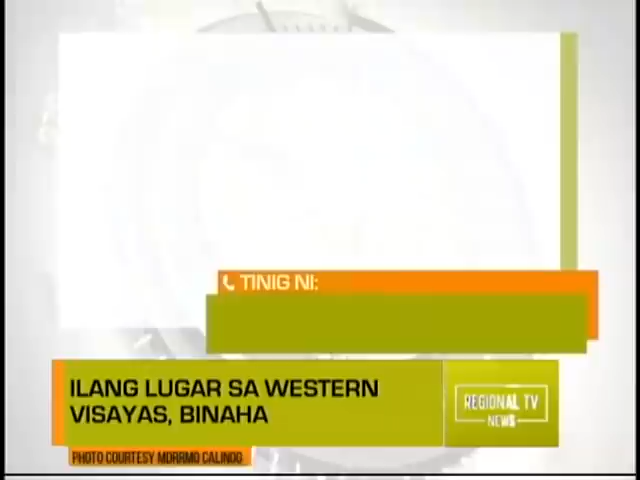 TINIG NI:
ILANG LUGAR SA WESTERN
VISAYAS, BINAHA
REGIONAL TV
NEWS
PHOTO COURTESY MDRRMO CALINOG